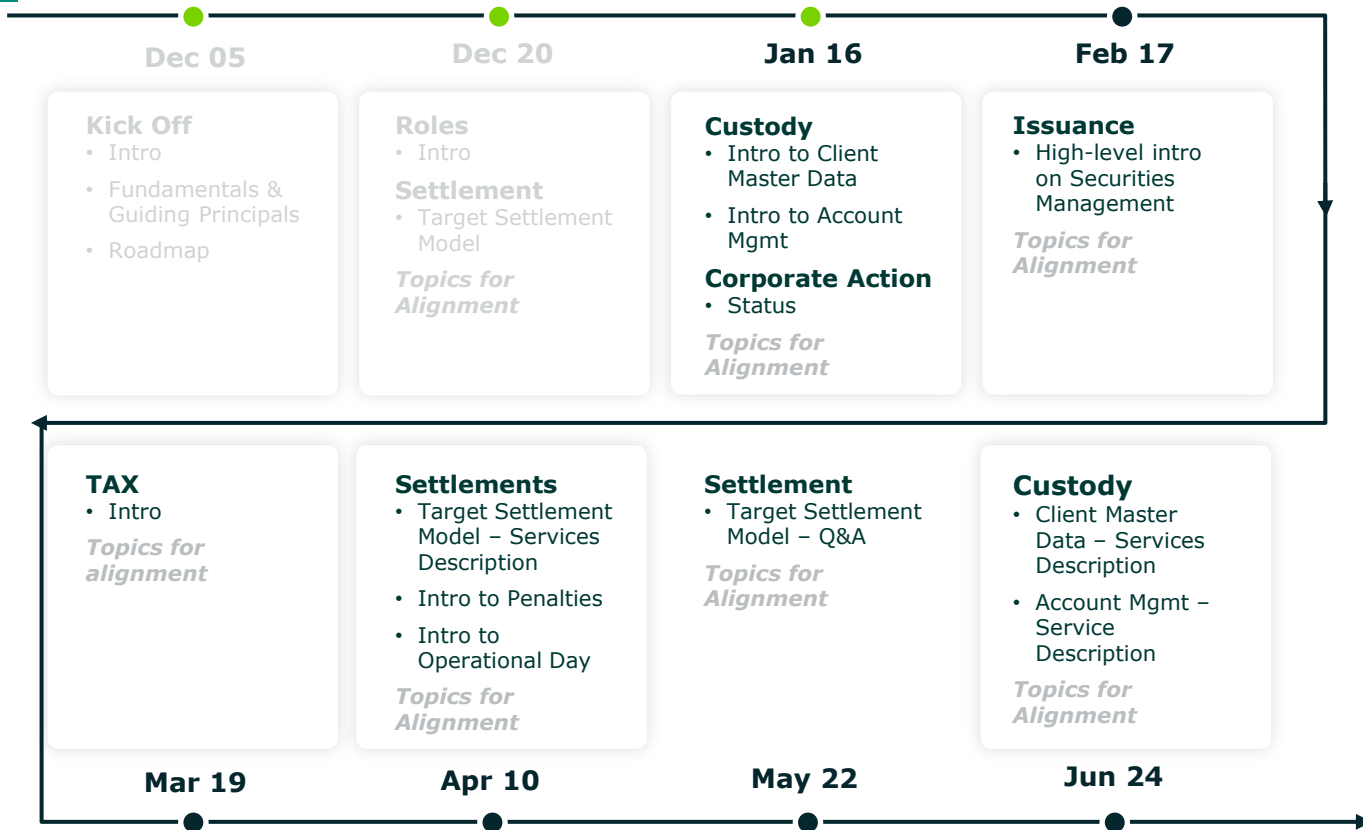 Dec 05
Dec 20
Jan 16
Feb 17
Kick Off
• Intro
• Fundamentals &
Guiding Principals
• Roadmap
Roles
• Intro
Settlement
• Target Settlement
Model
Topics for
Alignment
Custody
• Intro to Client
Master Data
• Intro to Account
Mgmt
Corporate Action
• Status
Topics for
Alignment
Issuance
• High-level intro
on Securities
Management
Topics for
Alignment
TAX
• Intro
Topics for
alignment
Settlements
• Target Settlement
Model – Services
Description
• Intro to Penalties
• Intro to
Operational Day
Topics for
Alignment
Settlement
• Target Settlement
Model – Q&A
Topics for
Alignment
Custody
• Client Master
Data – Services
Description
• Account Mgmt –
Service
Description
Topics for
Alignment
Mar 19
Apr 10
May 22
Jun 24